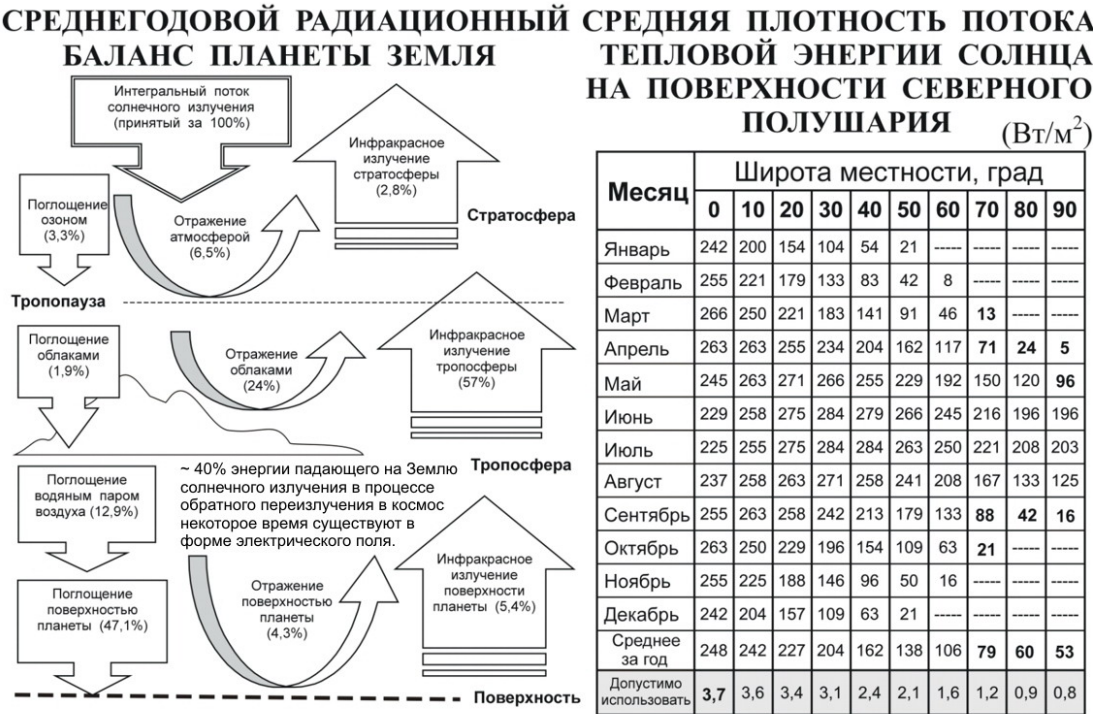 СРЕДНЕГОДОВОЙ РАДИАЦИОННЫЙ
БАЛАНС ПЛАНЕТЫ ЗЕМЛЯ
Интегральный поток
солнечного излучения
(принятый за 100%)
Инфракрасное
излучение
стратосферы
(2,8%)
Поглощение
озоном
(3,3%)
Отражение
атмосферой
(6,5%)
Стратосфера
Тропопауза
Поглощение
облаками
(1,9%)
Отражение
облаками
(24%)
Инфракрасное
излучение
тропосферы
(57%)
Тропосфера
Поглощение
водяным паром
воздуха (12,9%)
~ 40% энергии падающего на Землю
солнечного излучения в процессе
обратного переизлучения в космос
некоторое время существуют в
форме электрического поля.
Поглощение
поверхностью
планеты (47,1%)
Отражение
поверхностью
планеты
(4,3%)
Инфракрасное
излучение
поверхности
планеты (5,4%)
Поверхность
СРЕДНЯЯ ПЛОТНОСТЬ ПОТОКА
ТЕПЛОВОЙ ЭНЕРГИИ СОЛНЦА
НА ПОВЕРХНОСТИ СЕВЕРНОГО
ПОЛУШАРИЯ (Вт/м²)
Месяц Широта местности, град
0 10 20 30 40 50 60 70 80 90
Январь 242 200 154 104 54 21 ----- ----- ----- -----
Февраль 255 221 179 133 83 42 8 ----- ----- -----
Март 266 250 221 183 141 91 46 13 ----- -----
Апрель 263 263 255 234 204 162 117 71 24 5
Май 245 263 271 266 255 229 192 150 120 96
Июнь 229 258 275 284 279 266 245 216 196 196
Июль 225 255 275 284 284 263 250 221 208 203
Август 237 258 263 271 258 241 208 167 133 125
Сентябрь 255 263 258 242 213 179 133 88 42 16
Октябрь 263 250 229 196 154 109 63 21 ----- -----
Ноябрь 255 225 188 146 96 50 16 ----- ----- -----
Декабрь 242 204 157 109 63 21 ----- ----- ----- -----
Среднее
за год 248 242 227 204 162 138 106 79 60 53
Допустимо
использовать 3,7 3,6 3,4 3,1 2,4 2,1 1,6 1,2 0,9 0,8